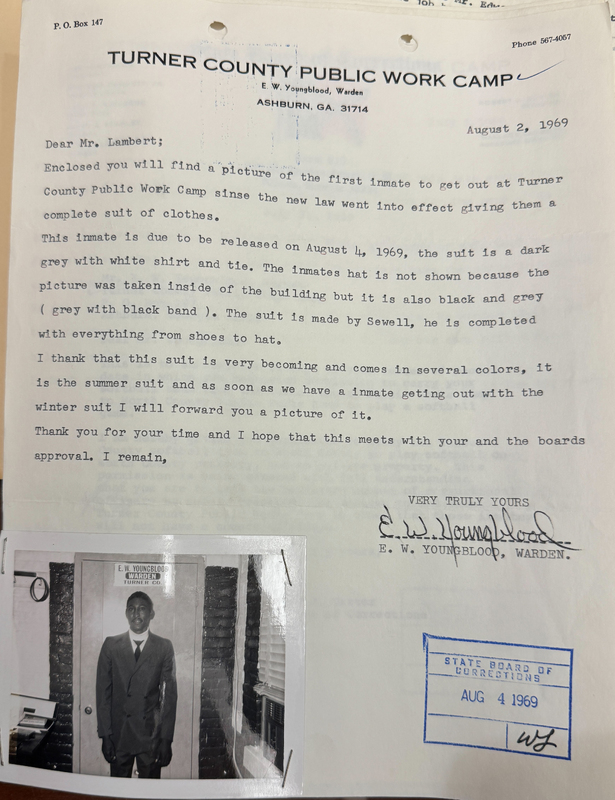 P. O. Box 147
Phone 567-4057
TURNER COUNTY PUBLIC WORK CAMP
E. W. Youngblood, Warden
ASHBURN, GA. 31714
August 2, 1969
Dear Mr. Lambert;
Enclosed you will find a picture of the first inmate to get out at Turner
County Public Work Camp sinse the new law went into effect giving them a
complete suit of clothes.
This inmate is due to be released on August 4, 1969, the suit is a dark
grey with white shirt and tie. The inmates hat is not shown because the
picture was taken inside of the building but it is also black and grey
( grey with black band ). The suit is made by Sewell, he is completed
with everything from shoes to hat.
I thank that this suit is very becoming and comes in several colors, it
is the summer suit and as soon as we have a inmate geting out with the
winter suit I will forward you a picture of it.
Thank you for your time and I hope that this meets with your and the boards
approval. I remain,
VERY TRULY YOURS
E. W. Youngblood
E. W. YOUNGBLOOD, WARDEN.
E. W. YOUNGBLOOD
WARDEN
TURNER CO.
STATE BOARD OF
CORRECTIONS
AUG 4 1969
WL